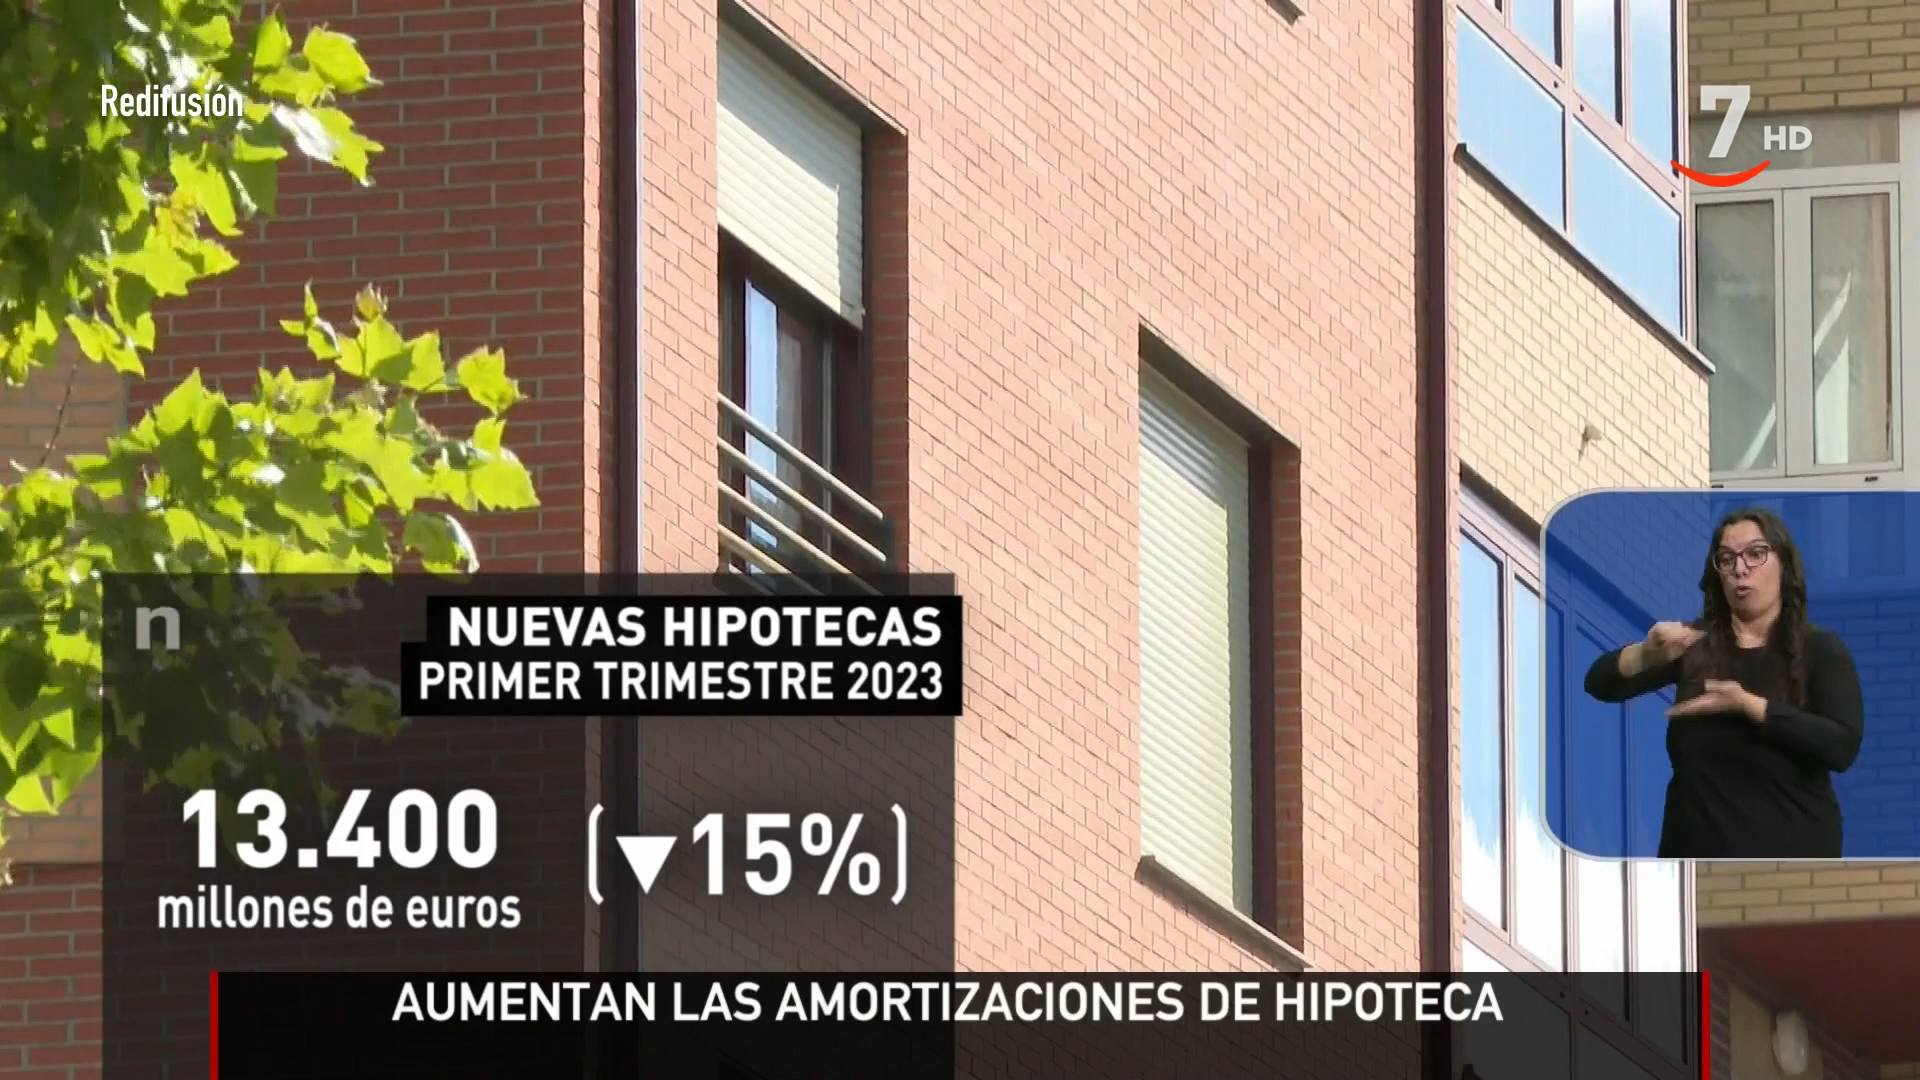 Redifusión
7 HD
n
NUEVAS HIPOTECAS
PRIMER TRIMESTRE 2023
13.400
millones de euros
(▼15%)
AUMENTAN LAS AMORTIZACIONES DE HIPOTECA